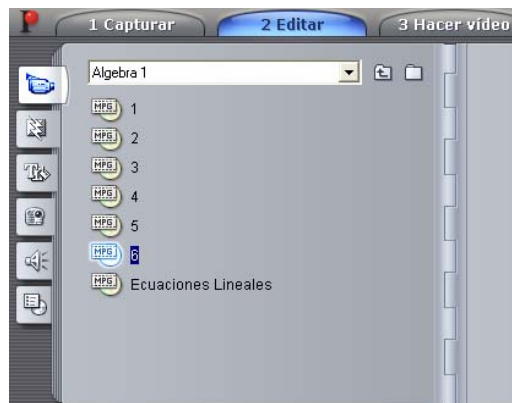 1 Capturar 2 Editar 3 Hacer vídeo
Algebra 1
MPG 1
MPG 2
MPG 3
MPG 4
MPG 5
MPG 6
MPG Ecuaciones Lineales